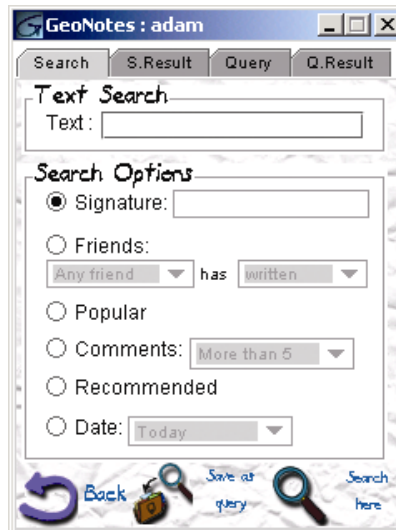 GeoNotes : adam
Search S.Result Query Q.Result
Text Search
Text :
Search Options
Signature:
Friends:
Any friend has written
Popular
Comments: More than 5
Recommended
Date: Today
Back Save as query Search here